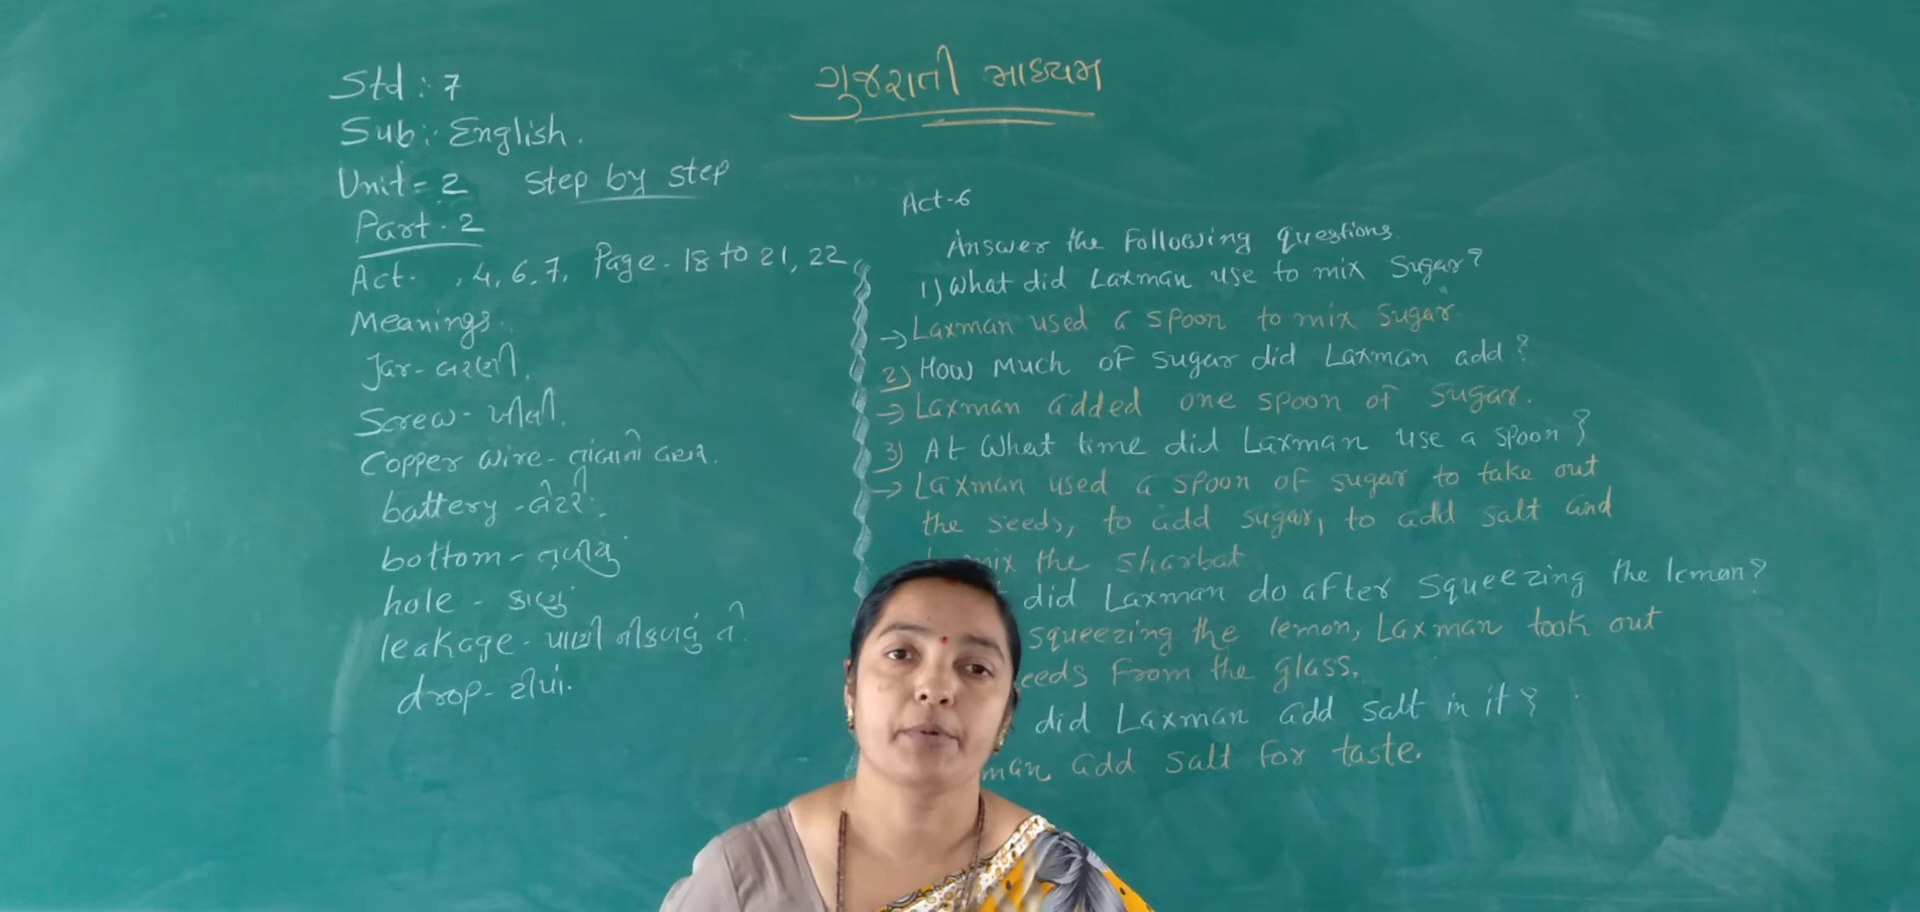 ગુજરાતી માધ્યમ
Std: 7
Sub: English.
Unit = 2 Step by step
Part. 2
Act. , 4, 6, 7, Page. 18 to 21, 22
Meanings.
Jar - બરણી.
Screw - ખીલી.
Copper wire - તાંબાનો વાયર.
battery - બેટરી.
bottom - તળીયું
hole - કાણું
leakage - પાણી નીકળવું તે.
drop - ટીપાં.
Act-6
Answer the following questions.
1) What did Laxman use to mix Sugar?
→ Laxman used a spoon to mix sugar.
2) How much of sugar did Laxman add?
→ Laxman added one spoon of sugar.
3) At what time did Laxman use a spoon?
→ Laxman used a spoon of sugar to take out
the seeds, to add sugar, to add salt and
mix the sharbat
did Laxman do after squeezing the lemon?
squeezing the lemon, Laxman took out
eeds from the glass.
did Laxman add salt in it?
man add salt for taste.